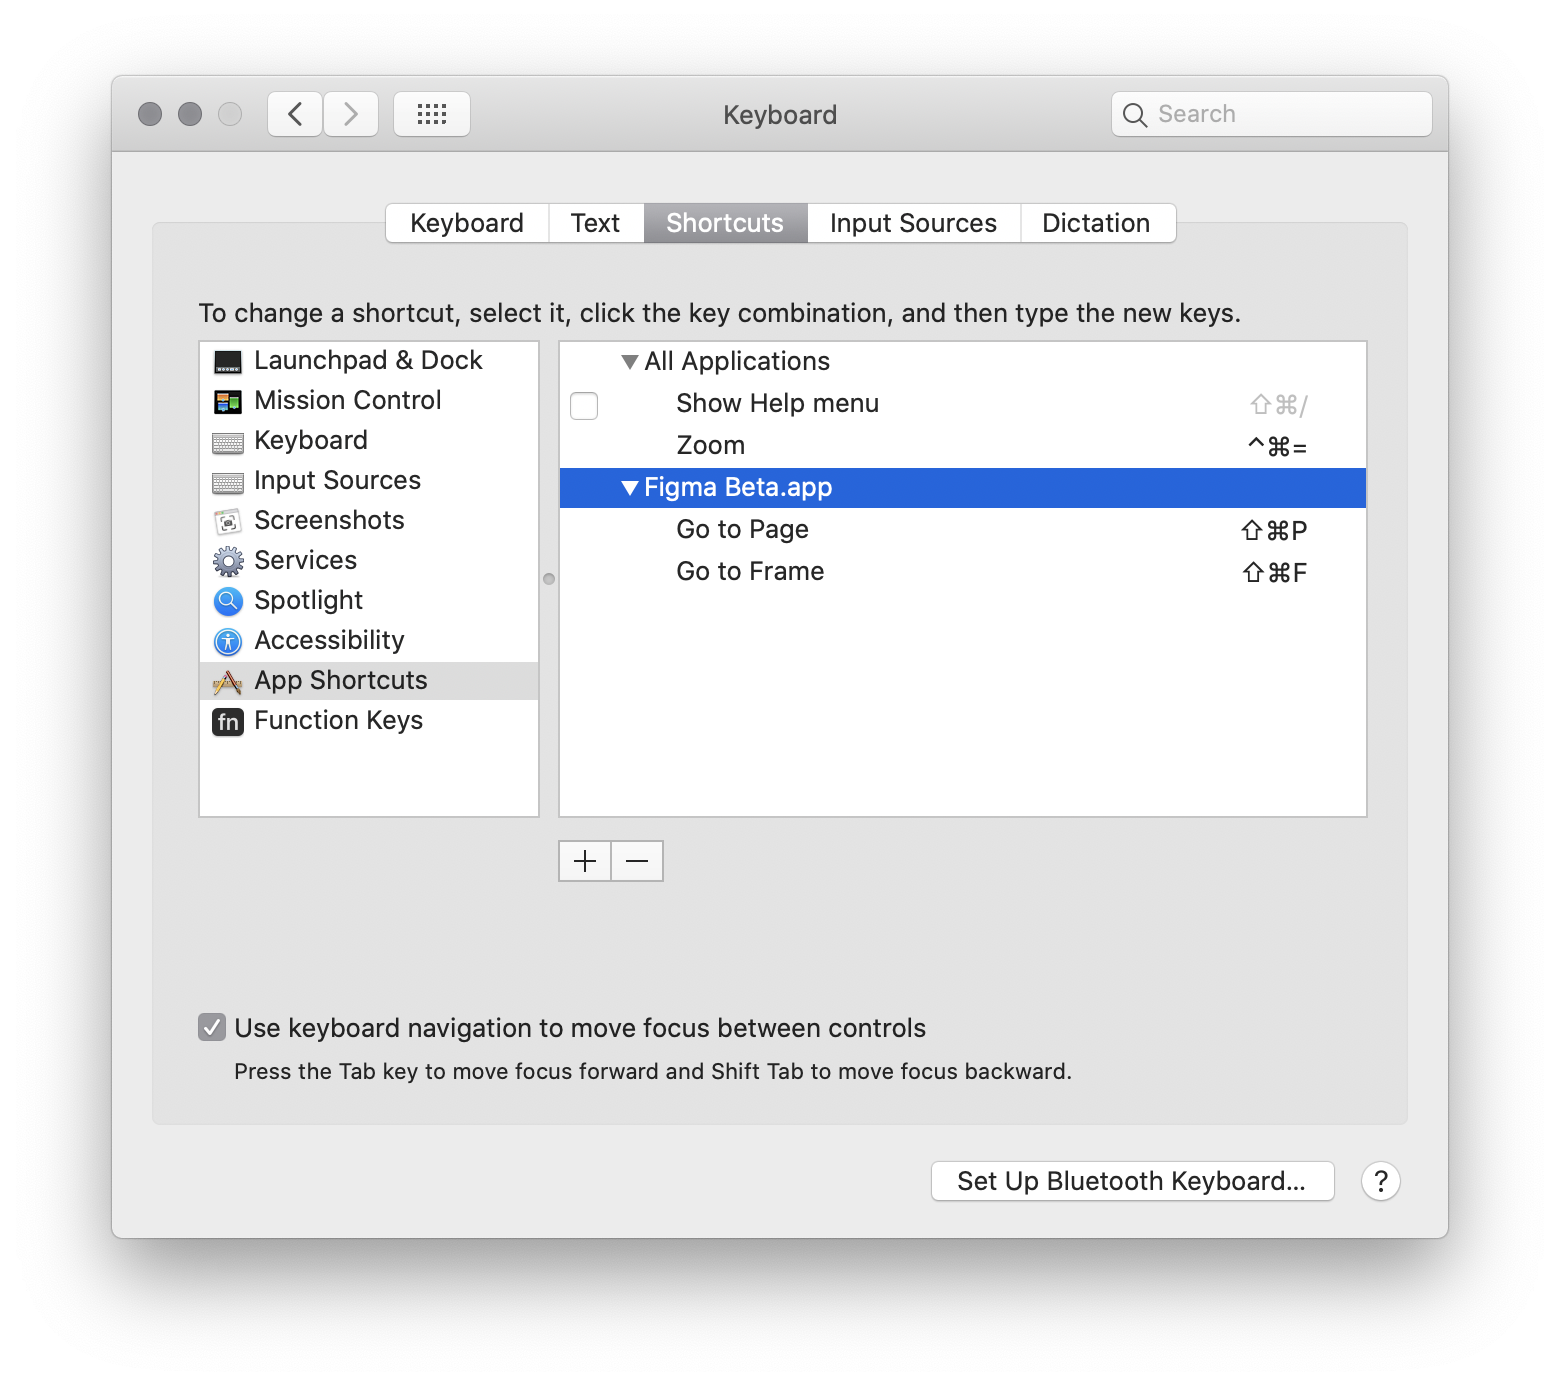 Keyboard
Search
Keyboard Text Shortcuts Input Sources Dictation
To change a shortcut, select it, click the key combination, and then type the new keys.
Launchpad & Dock
Mission Control
Keyboard
Input Sources
Screenshots
Services
Spotlight
Accessibility
App Shortcuts
fn Function Keys
All Applications
Show Help menu ⇧⌘/
Zoom ^⌘=
Figma Beta.app
Go to Page ⇧⌘P
Go to Frame ⇧⌘F
Use keyboard navigation to move focus between controls
Press the Tab key to move focus forward and Shift Tab to move focus backward.
Set Up Bluetooth Keyboard... ?